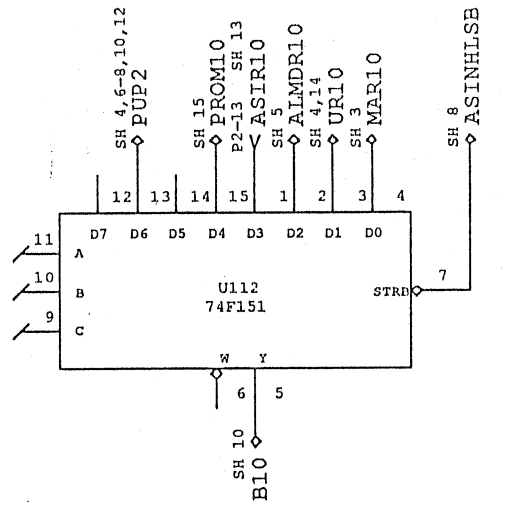 SH 4,6-8,10,12
PUP2
SH 15
PROM10
P2-13 SH 13
ASIR10
SH 5
ALMDR10
SH 4,14
UR10
SH 3
MAR10
SH 8
ASINHLSB
12 13 14 15 1 2 3 4
D7 D6 D5 D4 D3 D2 D1 D0
11 A
10 B
9 C
U112
74F151
STRB 7
W Y
6 5
SH 10
B10